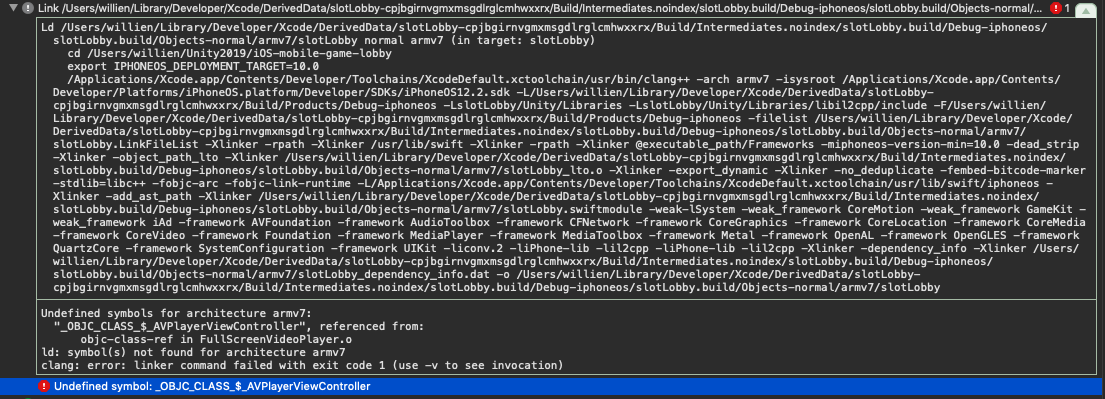 Link /Users/willien/Library/Developer/Xcode/DerivedData/slotLobby-cpjbgirnvgmxmsgdlrglcmhwxxrx/Build/Intermediates.noindex/slotLobby.build/Debug-iphoneos/slotLobby.build/Objects-normal/... 1
Ld /Users/willien/Library/Developer/Xcode/DerivedData/slotLobby-cpjbgirnvgmxmsgdlrglcmhwxxrx/Build/Intermediates.noindex/slotLobby.build/Debug-iphoneos/
slotLobby.build/Objects-normal/armv7/slotLobby normal armv7 (in target: slotLobby)
cd /Users/willien/Unity2019/iOS-mobile-game-lobby
export IPHONEOS_DEPLOYMENT_TARGET=10.0
/Applications/Xcode.app/Contents/Developer/Toolchains/XcodeDefault.xctoolchain/usr/bin/clang++ -arch armv7 -isysroot /Applications/Xcode.app/Contents/
Developer/Platforms/iPhoneOS.platform/Developer/SDKs/iPhoneOS12.2.sdk -L/Users/willien/Library/Developer/Xcode/DerivedData/slotLobby-
cpjbgirnvgmxmsgdlrglcmhwxxrx/Build/Products/Debug-iphoneos -LslotLobby/Unity/Libraries -LslotLobby/Unity/Libraries/libil2cpp/include -F/Users/willien/
Library/Developer/Xcode/DerivedData/slotLobby-cpjbgirnvgmxmsgdlrglcmhwxxrx/Build/Products/Debug-iphoneos -filelist /Users/willien/Library/Developer/Xcode/
DerivedData/slotLobby-cpjbgirnvgmxmsgdlrglcmhwxxrx/Build/Intermediates.noindex/slotLobby.build/Debug-iphoneos/slotLobby.build/Objects-normal/armv7/
slotLobby.LinkFileList -Xlinker -rpath -Xlinker /usr/lib/swift -Xlinker -rpath -Xlinker @executable_path/Frameworks -miphoneos-version-min=10.0 -dead_strip
-Xlinker -object_path_lto -Xlinker /Users/willien/Library/Developer/Xcode/DerivedData/slotLobby-cpjbgirnvgmxmsgdlrglcmhwxxrx/Build/Intermediates.noindex/
slotLobby.build/Debug-iphoneos/slotLobby.build/Objects-normal/armv7/slotLobby_lto.o -Xlinker -export_dynamic -Xlinker -no_deduplicate -fembed-bitcode-marker
-stdlib=libc++ -fobjc-arc -fobjc-link-runtime -L/Applications/Xcode.app/Contents/Developer/Toolchains/XcodeDefault.xctoolchain/usr/lib/swift/iphoneos -
Xlinker -add_ast_path -Xlinker /Users/willien/Library/Developer/Xcode/DerivedData/slotLobby-cpjbgirnvgmxmsgdlrglcmhwxxrx/Build/Intermediates.noindex/
slotLobby.build/Debug-iphoneos/slotLobby.build/Objects-normal/armv7/slotLobby.swiftmodule -weak-lSystem -weak_framework CoreMotion -weak_framework GameKit -
weak_framework iAd -framework AVFoundation -framework AudioToolbox -framework CFNetwork -framework CoreGraphics -framework CoreLocation -framework CoreMedia
-framework CoreVideo -framework Foundation -framework MediaPlayer -framework MediaToolbox -framework Metal -framework OpenAL -framework OpenGLES -framework
QuartzCore -framework SystemConfiguration -framework UIKit -liconv.2 -liPhone-lib -lil2cpp -liPhone-lib -lil2cpp -Xlinker -dependency_info -Xlinker /Users/
willien/Library/Developer/Xcode/DerivedData/slotLobby-cpjbgirnvgmxmsgdlrglcmhwxxrx/Build/Intermediates.noindex/slotLobby.build/Debug-iphoneos/
slotLobby.build/Objects-normal/armv7/slotLobby_dependency_info.dat -o /Users/willien/Library/Developer/Xcode/DerivedData/slotLobby-
cpjbgirnvgmxmsgdlrglcmhwxxrx/Build/Intermediates.noindex/slotLobby.build/Debug-iphoneos/slotLobby.build/Objects-normal/armv7/slotLobby
Undefined symbols for architecture armv7:
"_OBJC_CLASS_$_AVPlayerViewController", referenced from:
objc-class-ref in FullScreenVideoPlayer.o
ld: symbol(s) not found for architecture armv7
clang: error: linker command failed with exit code 1 (use -v to see invocation)
Undefined symbol: _OBJC_CLASS_$_AVPlayerViewController